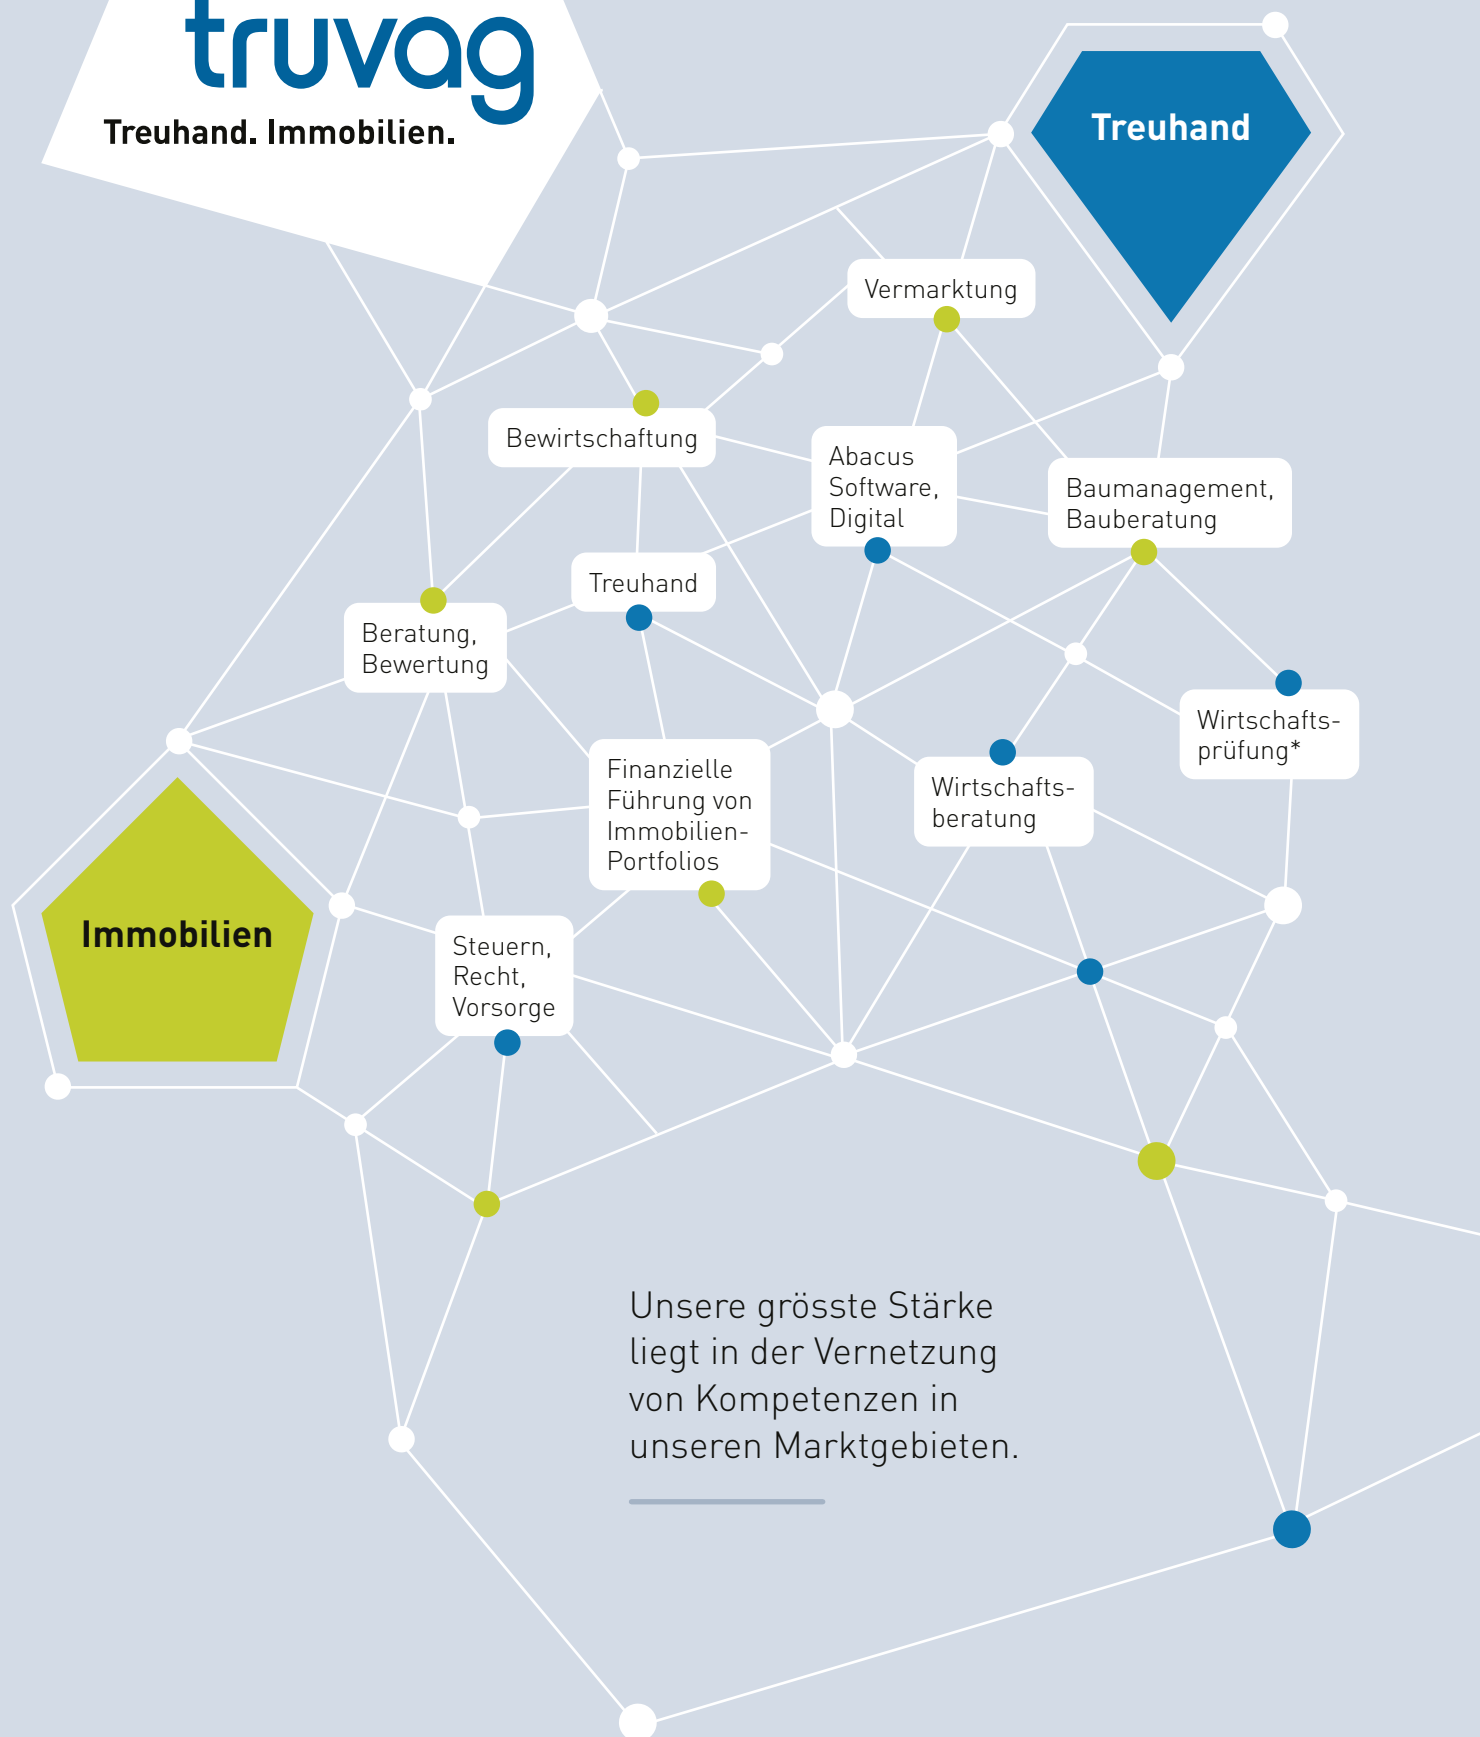 truvag
Treuhand. Immobilien.
Treuhand
Vermarktung
Bewirtschaftung
Abacus
Software,
Digital
Baumanagement,
Bauberatung
Treuhand
Beratung,
Bewertung
Wirtschafts-
prüfung*
Finanzielle
Führung von
Immobilien-
Portfolios
Wirtschafts-
beratung
Immobilien
Steuern,
Recht,
Vorsorge
Unsere grösste Stärke
liegt in der Vernetzung
von Kompetenzen in
unseren Marktgebieten.